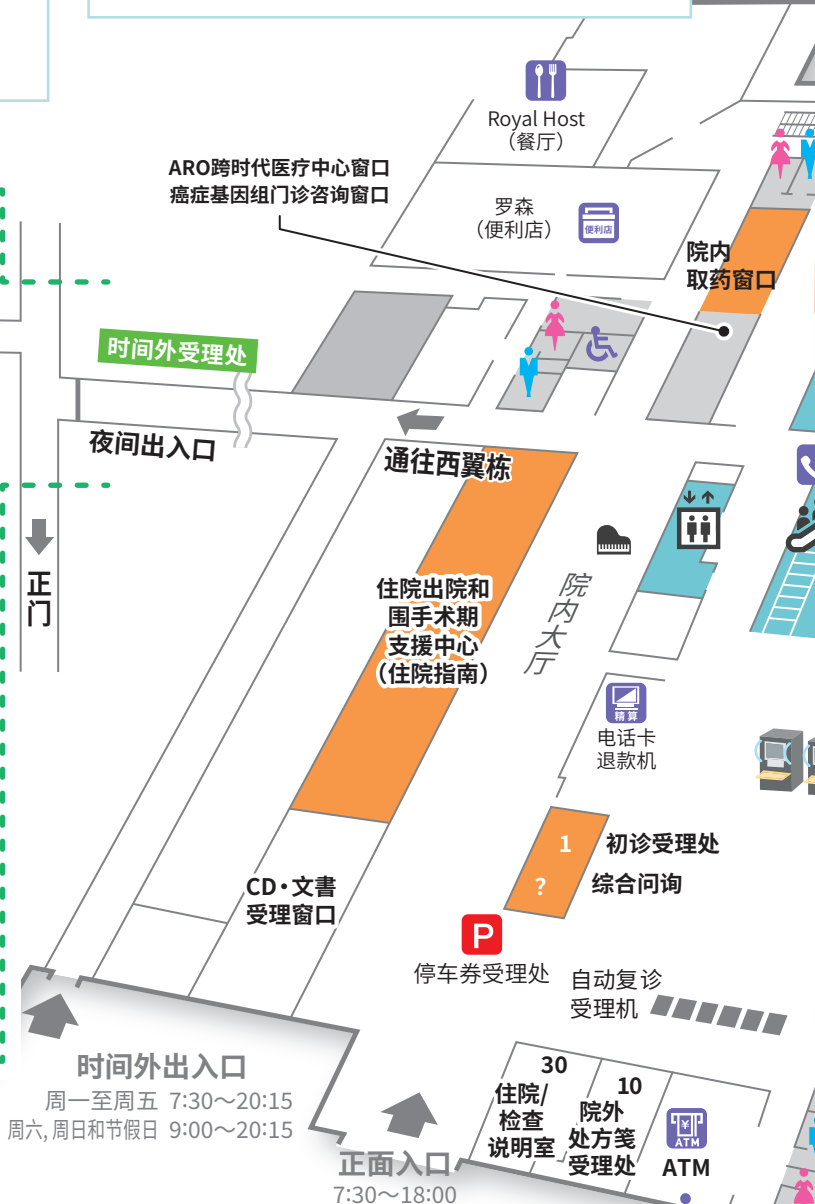 Royal Host
（餐厅）
ARO跨时代医疗中心窗口
癌症基因组门诊咨询窗口
罗森
（便利店）
便利店
院内
取药窗口
时间外受理处
夜间出入口
通往西翼栋
正门
住院出院和
围手术期
支援中心
（住院指南）
院内大厅
精算
电话卡
退款机
1 初诊受理处
? 综合问询
CD・文書
受理窗口
P
停车券受理处
自动复诊
受理机
时间外出入口
周一至周五 7:30～20:15
周六, 周日和节假日 9:00～20:15
正面入口
7:30～18:00
30
住院/
检查
说明室
10
院外
处方笺
受理处
¥
ATM
ATM